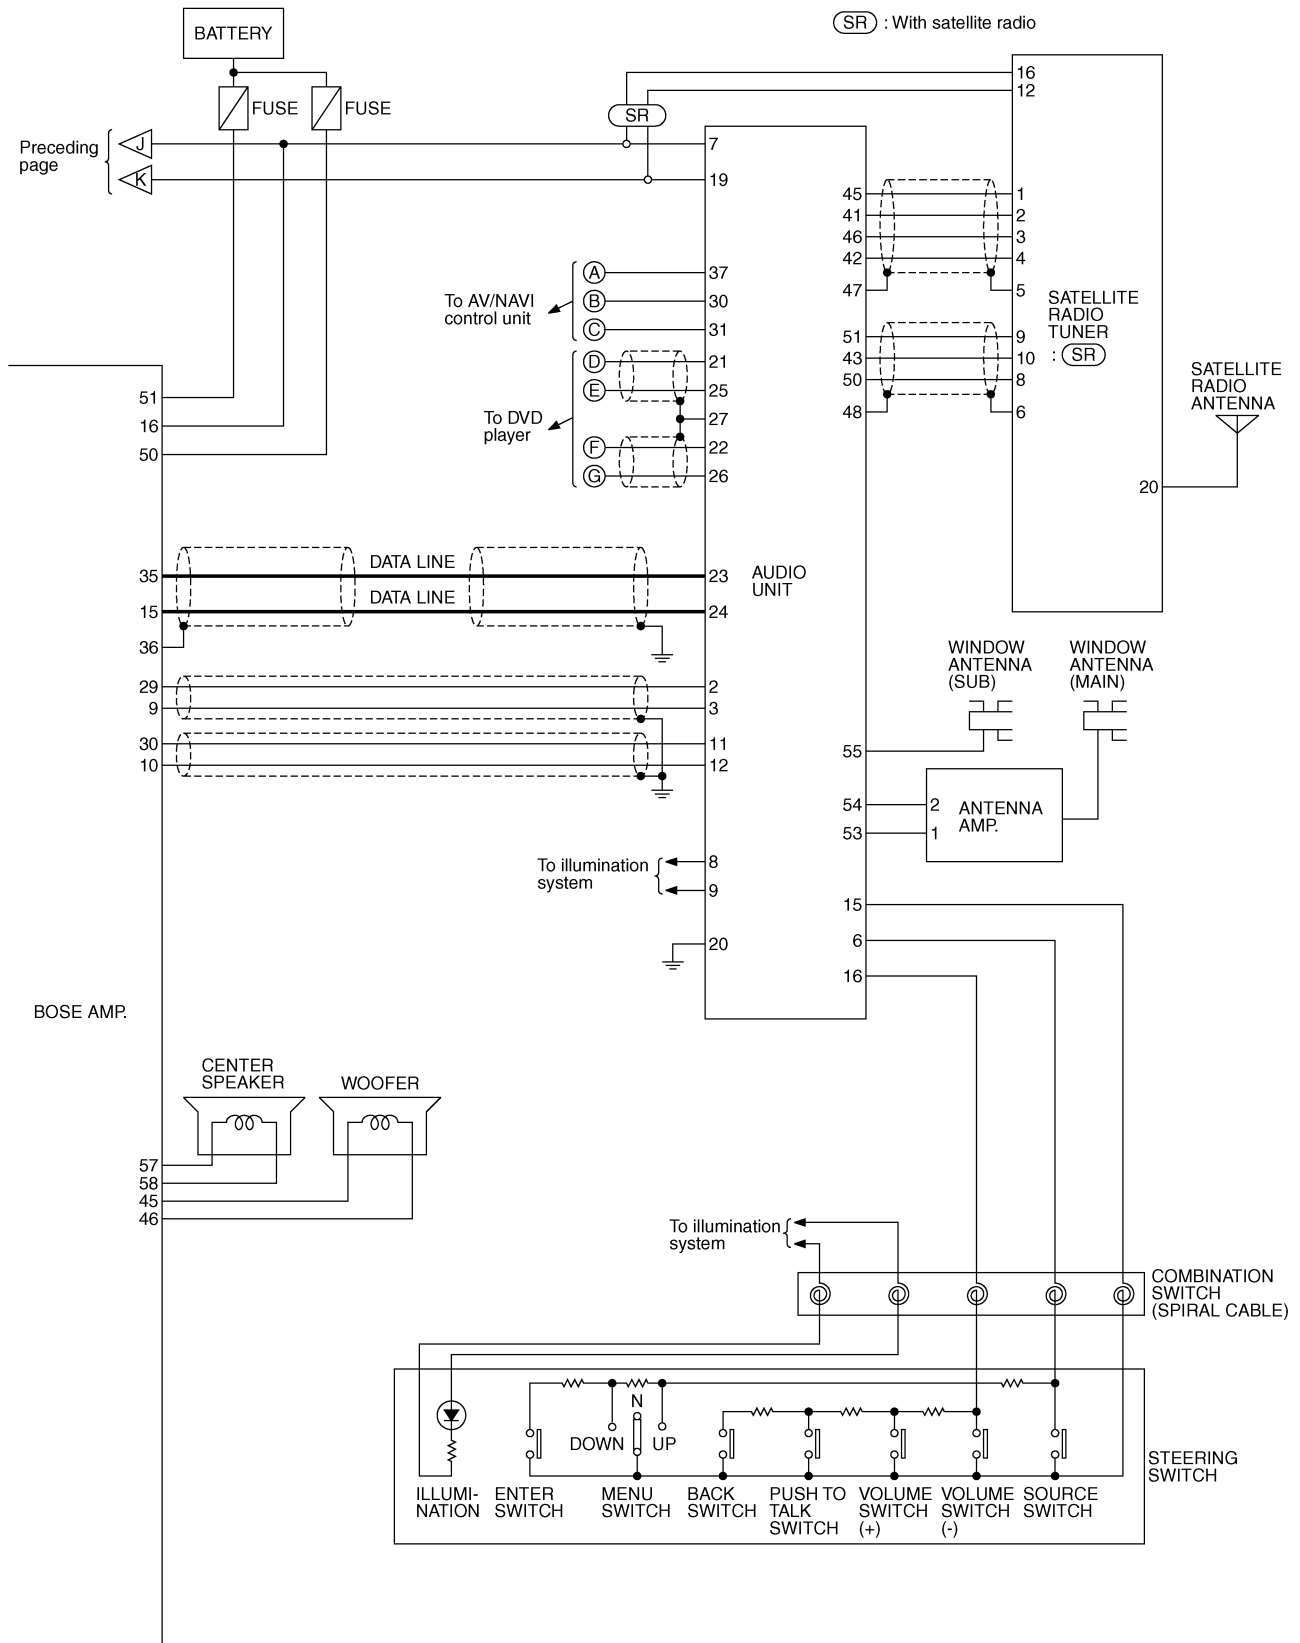 BATTERY
SR : With satellite radio
FUSE
FUSE
Preceding
page
J
K
SR
16
12
7
19
45
41
46
42
47
1
2
3
4
5
SATELLITE
RADIO
TUNER
: SR
51
43
50
48
9
10
8
6
20
SATELLITE
RADIO
ANTENNA
To AV/NAVI
control unit
A
B
C
37
30
31
To DVD
player
D
E
F
G
21
25
27
22
26
51
16
50
35
15
36
DATA LINE
DATA LINE
23
24
AUDIO
UNIT
29
9
30
10
2
3
11
12
WINDOW
ANTENNA
(SUB)
WINDOW
ANTENNA
(MAIN)
55
54
53
2
1
ANTENNA
AMP.
To illumination
system
8
9
20
15
6
16
BOSE AMP.
CENTER
SPEAKER
WOOFER
57
58
45
46
To illumination
system
COMBINATION
SWITCH
(SPIRAL CABLE)
N
DOWN
UP
STEERING
SWITCH
ILLUMI-
NATION
ENTER
SWITCH
MENU
SWITCH
BACK
SWITCH
PUSH TO
TALK
SWITCH
VOLUME
SWITCH
(+)
VOLUME
SWITCH
(-)
SOURCE
SWITCH